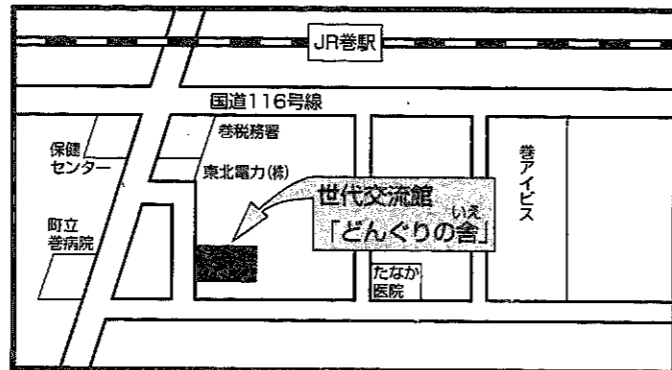 JR巻駅
国道116号線
巻税務署
保健
センター
東北電力(株)
世代交流館
「どんぐりの舎」
いえ
巻アイビス
町立
巻病院
たなか
医院